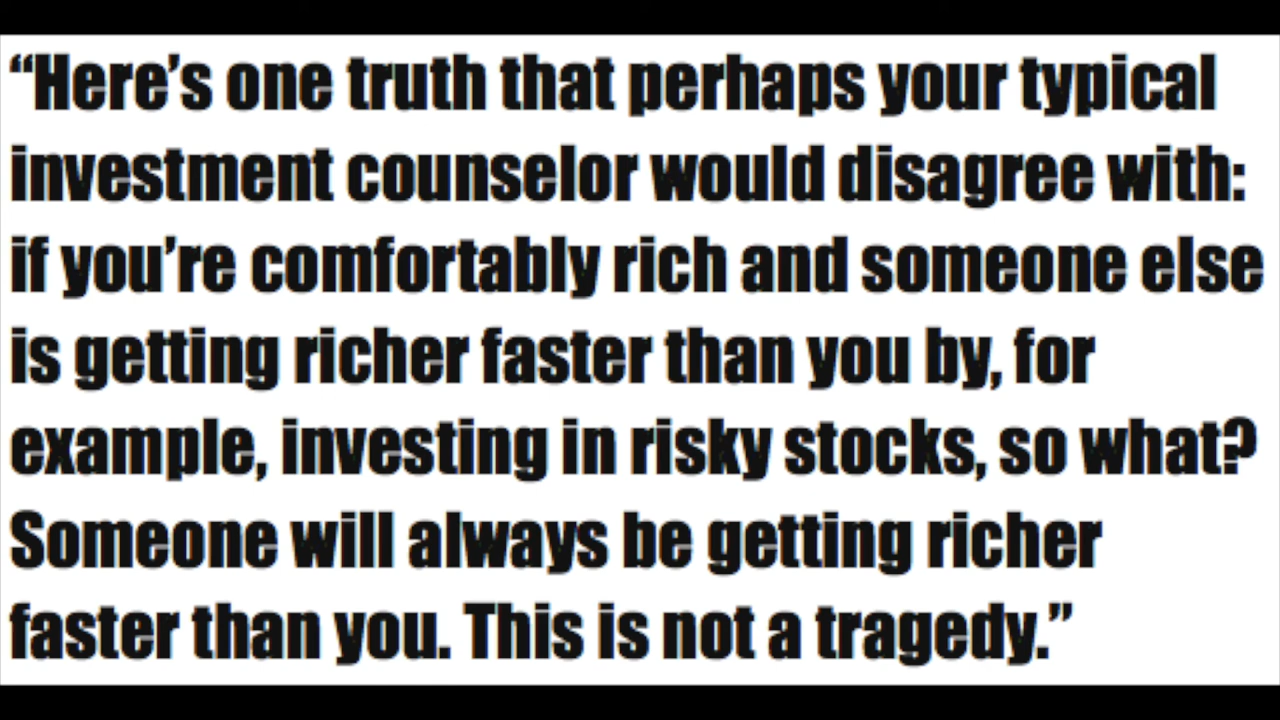 “Here’s one truth that perhaps your typical
investment counselor would disagree with:
if you’re comfortably rich and someone else
is getting richer faster than you by, for
example, investing in risky stocks, so what?
Someone will always be getting richer
faster than you. This is not a tragedy.”